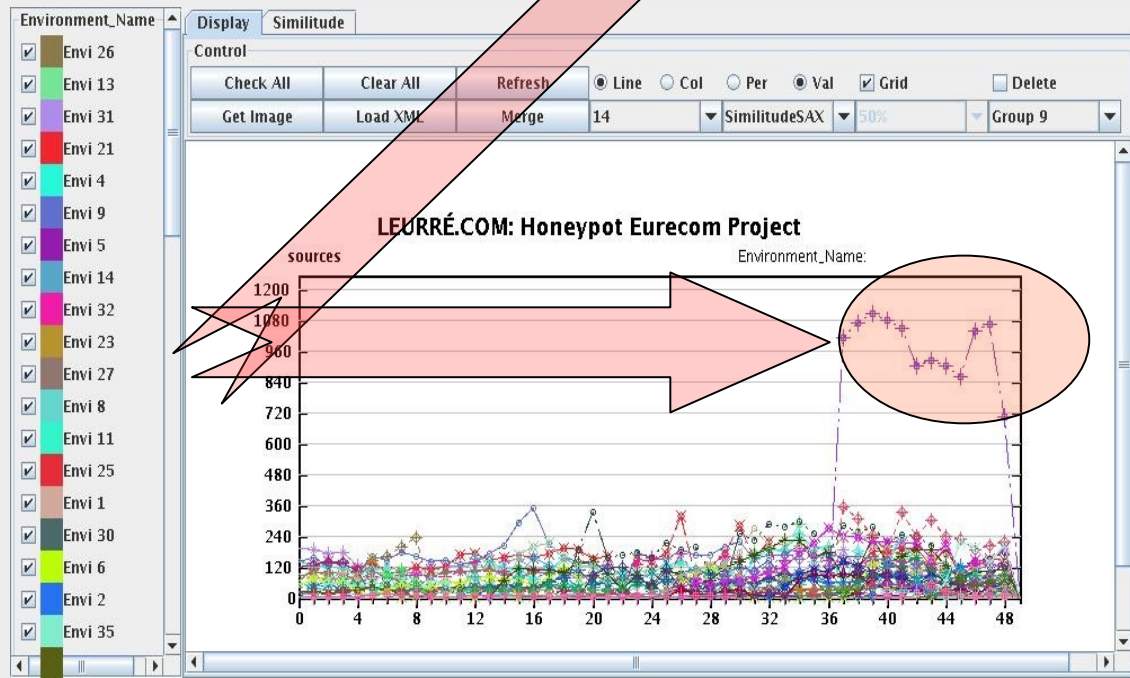 Environment_Name
Envi 26
Envi 13
Envi 31
Envi 21
Envi 4
Envi 9
Envi 5
Envi 14
Envi 32
Envi 23
Envi 27
Envi 8
Envi 11
Envi 25
Envi 1
Envi 30
Envi 6
Envi 2
Envi 35
Display Similitude
Control
Check All Clear All Refresh Line Col Per Val Grid Delete
Get Image Load XML Merge 14 SimilitudeSAX 50% Group 9
LEURRÉ.COM: Honeypot Eurecom Project
sources Environment_Name:
1200
1080
960
840
720
600
480
360
240
120
0
0 4 8 12 16 20 24 28 32 36 40 44 48